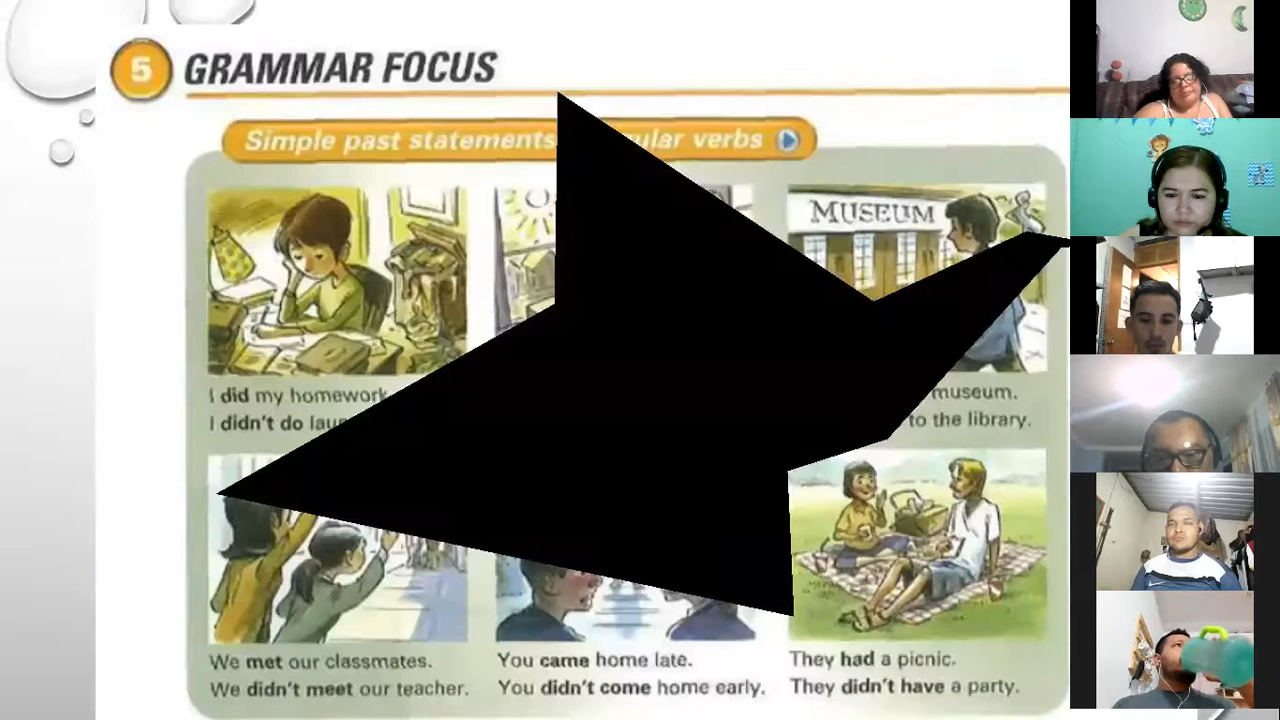 5 GRAMMAR FOCUS
Simple past statements
verbs
MUSEUM
I did my homework
I didn't do
museum.
to the library.
We met our classmates.
We didn't meet our teacher.
You came home late.
You didn't come home early.
They had a picnic.
They didn't have a party.